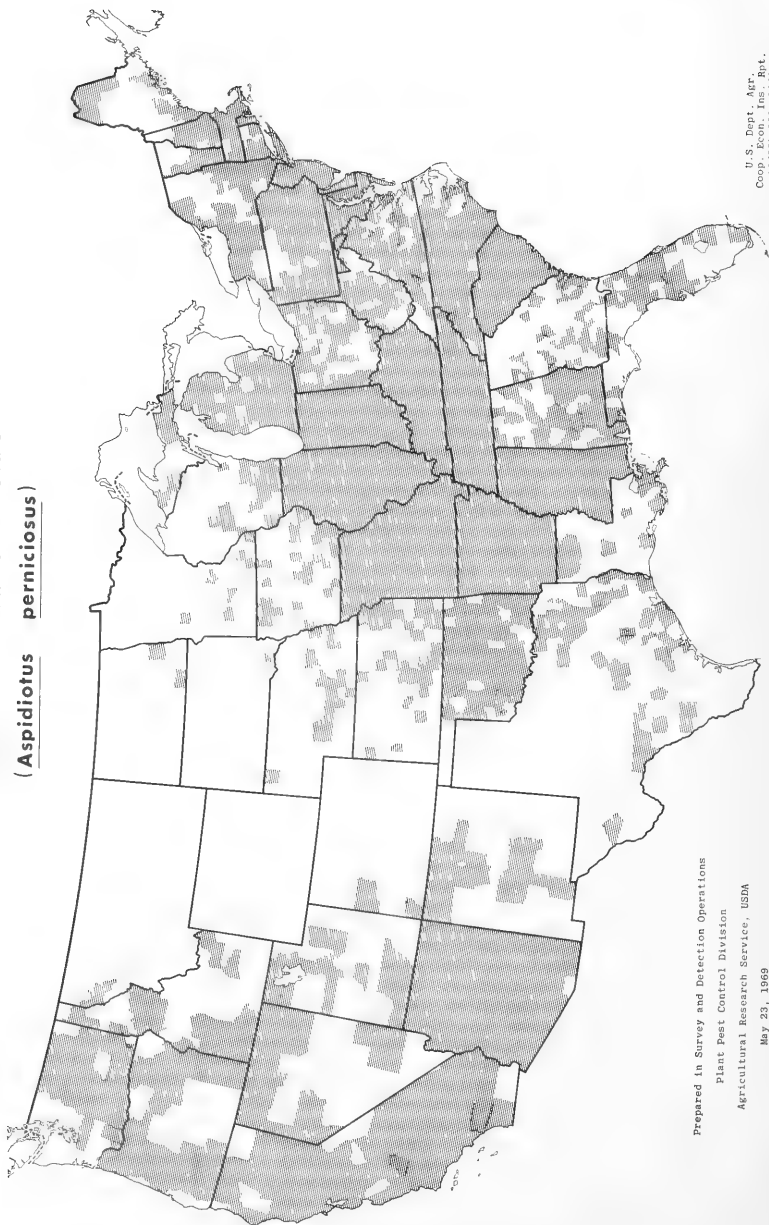 (Aspidiotus perniciosus)
Prepared in Survey and Detection Operations
Plant Pest Control Division
Agricultural Research Service, USDA
May 23, 1969
U.S. Dept. Agr.
Coop. Econ. Ins. Rpt.